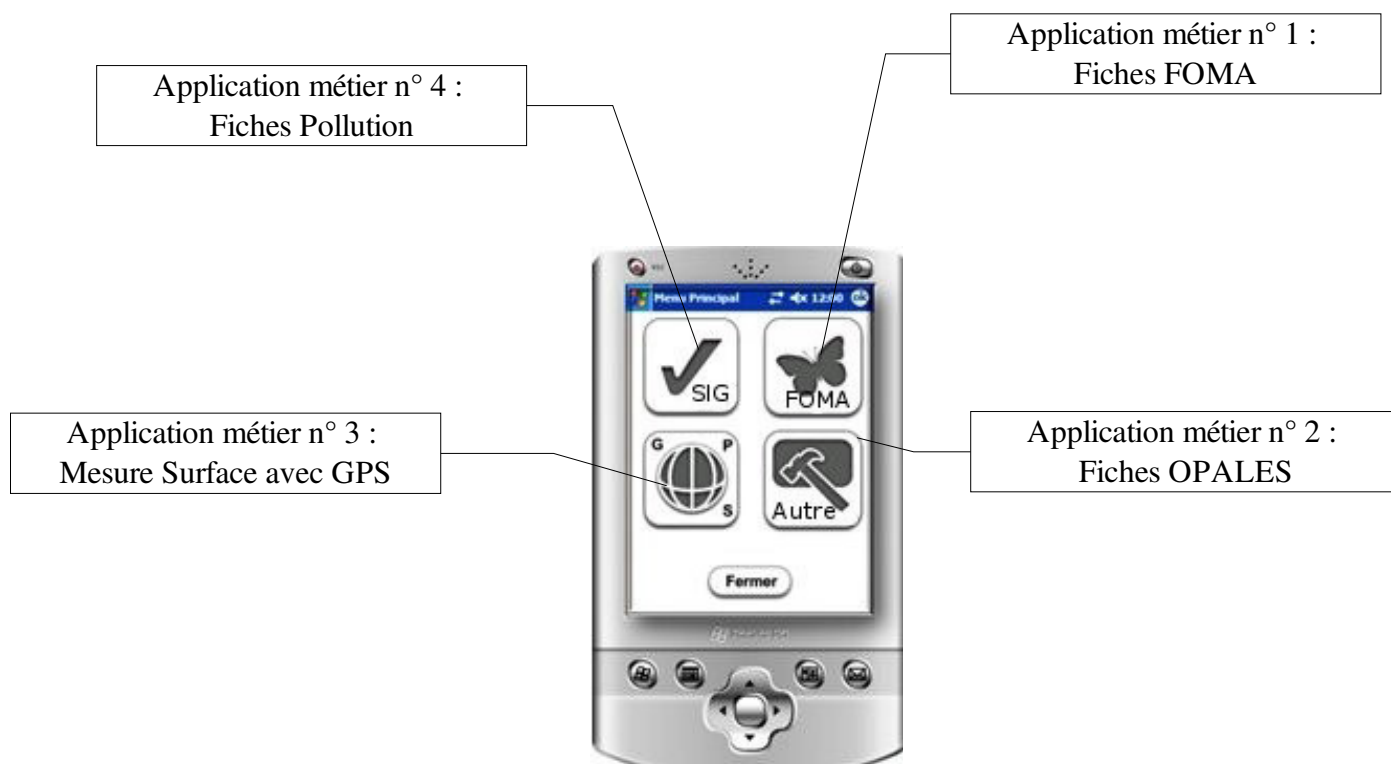 Application métier n° 1 :
Fiches FOMA
Application métier n° 4 :
Fiches Pollution
Menu Principal 12:00 ok
SIG
FOMA
Application métier n° 3 :
Mesure Surface avec GPS
G P
S
Autre
Application métier n° 2 :
Fiches OPALES
Fermer